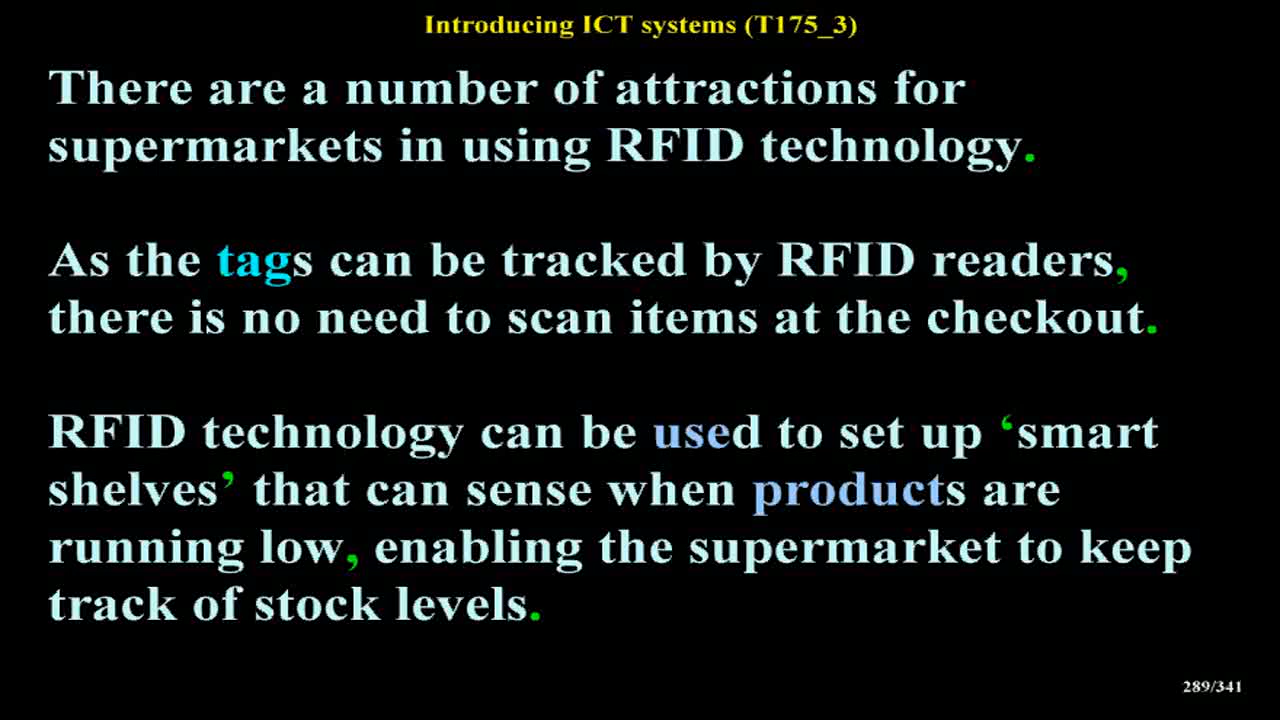 Introducing ICT systems (T175_3)
There are a number of attractions for
supermarkets in using RFID technology.
As the tags can be tracked by RFID readers,
there is no need to scan items at the checkout.
RFID technology can be used to set up ‘smart
shelves’ that can sense when products are
running low, enabling the supermarket to keep
track of stock levels.
289/341